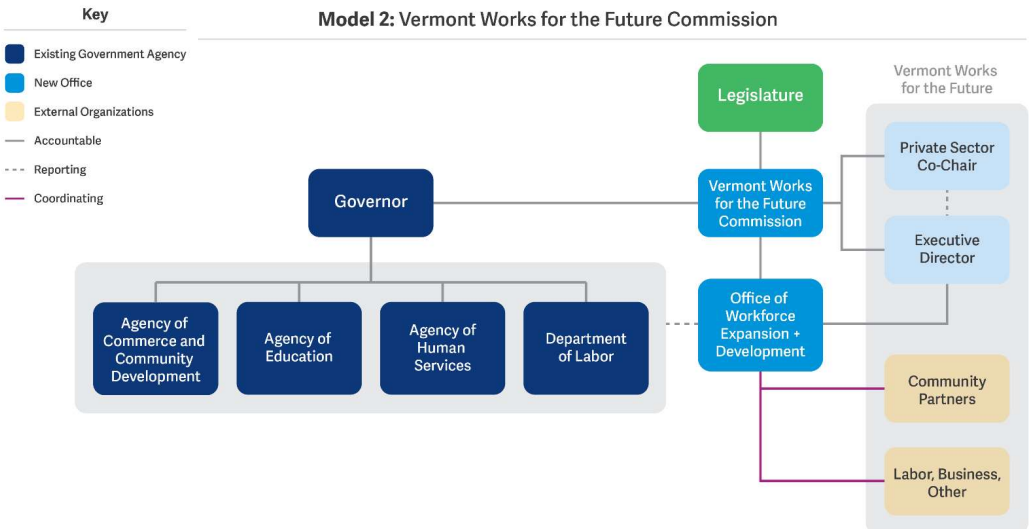 Key
Existing Government Agency
New Office
External Organizations
Accountable
Reporting
Coordinating
Model 2: Vermont Works for the Future Commission
Vermont Works
for the Future
Legislature
Governor
Vermont Works
for the Future
Commission
Private Sector
Co-Chair
Executive
Director
Agency of
Commerce and
Community
Development
Agency of
Education
Agency of
Human
Services
Department
of Labor
Office of
Workforce
Expansion +
Development
Community
Partners
Labor, Business,
Other